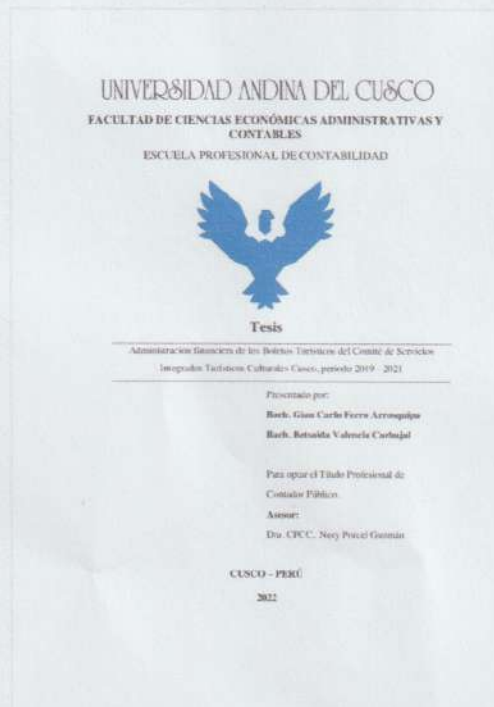 UNIVERSIDAD ANDINA DEL CUSCO
FACULTAD DE CIENCIAS ECONÓMICAS ADMINISTRATIVAS Y
CONTABLES
ESCUELA PROFESIONAL DE CONTABILIDAD
Tesis
Administración financiera de los Boletos Turísticos del Comité de Servicios
Integrados Turísticos Culturales Cusco, periodo 2019 - 2021
Presentado por:
Bach. Gian Carlo Ferro Arrosquipa
Bach. Betsaida Valencia Carbajal
Para optar el Título Profesional de
Contador Público.
Asesor:
Dra. CPCC. Nery Porcel Guzmán
CUSCO – PERÚ
2022